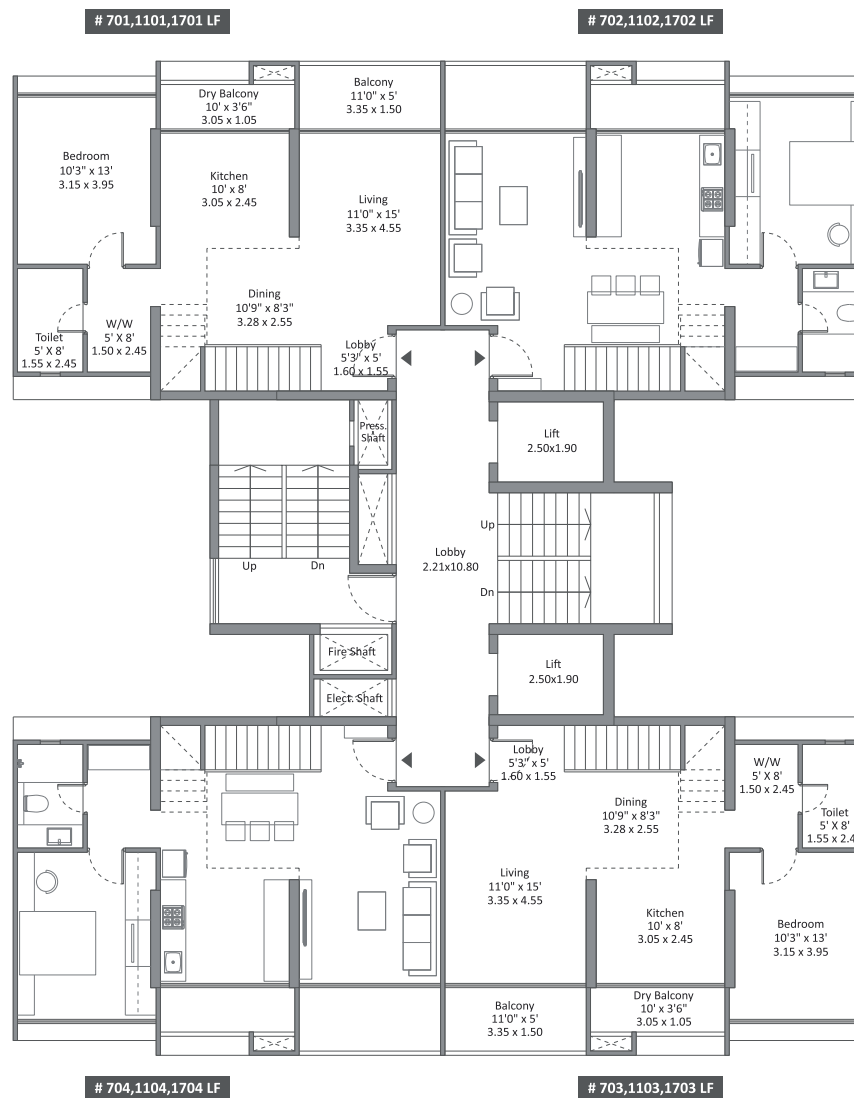 # 701,1101,1701 LF
# 702,1102,1702 LF
Dry Balcony
10' x 3'6"
3.05 x 1.05
Balcony
11'0" x 5'
3.35 x 1.50
Bedroom
10'3" x 13'
3.15 x 3.95
Kitchen
10' x 8'
3.05 x 2.45
Living
11'0" x 15'
3.35 x 4.55
Dining
10'9" x 8'3"
3.28 x 2.55
Toilet
5' X 8'
1.55 x 2.45
W/W
5' X 8'
1.50 x 2.45
Lobby
5'3" x 5'
1.60 x 1.55
Press.
Shaft
Lift
2.50x1.90
Up
Dn
Lobby
2.21x10.80
Up
Dn
Fire Shaft
Elect. Shaft
Lift
2.50x1.90
Lobby
5'3" x 5'
1.60 x 1.55
W/W
5' X 8'
1.50 x 2.45
Dining
10'9" x 8'3"
3.28 x 2.55
Toilet
5' X 8'
1.55 x 2.4
Living
11'0" x 15'
3.35 x 4.55
Kitchen
10' x 8'
3.05 x 2.45
Bedroom
10'3" x 13'
3.15 x 3.95
Balcony
11'0" x 5'
3.35 x 1.50
Dry Balcony
10' x 3'6"
3.05 x 1.05
# 704,1104,1704 LF
# 703,1103,1703 LF